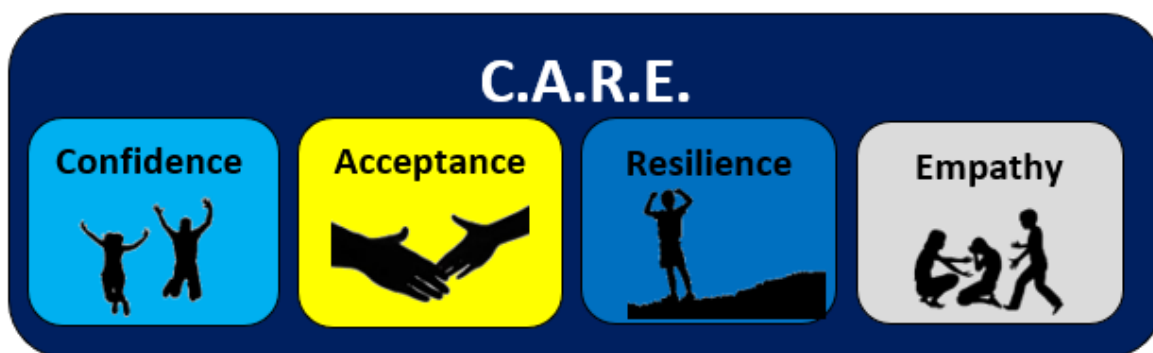 C.A.R.E.
Confidence
Acceptance
Resilience
Empathy